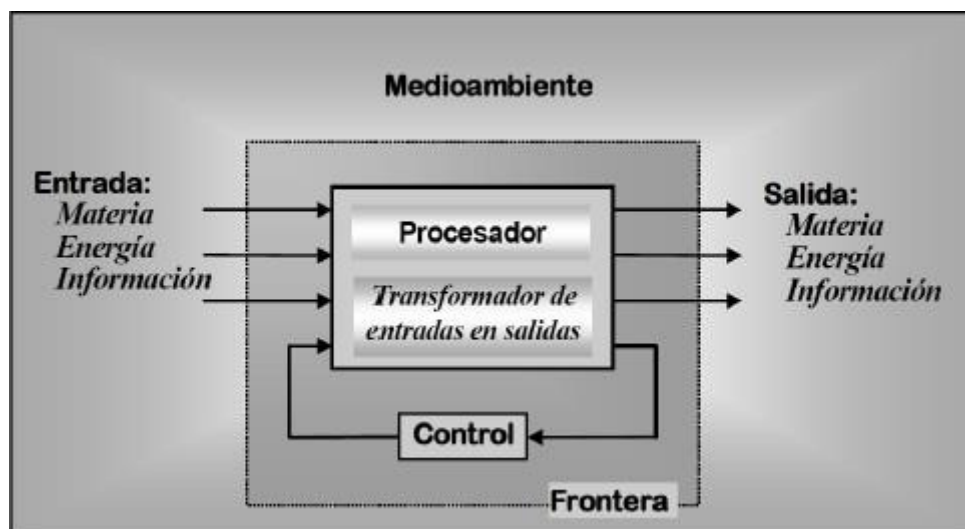 Medioambiente
Entrada:
Materia
Energía
Información
Procesador
Transformador de
entradas en salidas
Control
Frontera
Salida:
Materia
Energía
Información